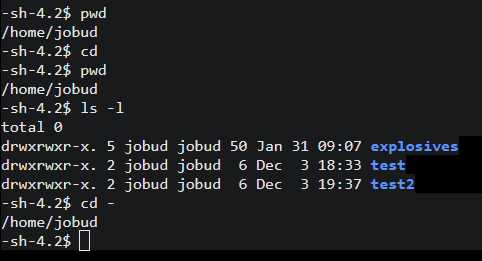 -sh-4.2$ pwd
/home/jobud
-sh-4.2$ cd
-sh-4.2$ pwd
/home/jobud
-sh-4.2$ ls -l
total 0
drwxrwxr-x. 5 jobud jobud 50 Jan 31 09:07 explosives
drwxrwxr-x. 2 jobud jobud  6 Dec  3 18:33 test
drwxrwxr-x. 2 jobud jobud  6 Dec  3 19:37 test2
-sh-4.2$ cd -
/home/jobud
-sh-4.2$